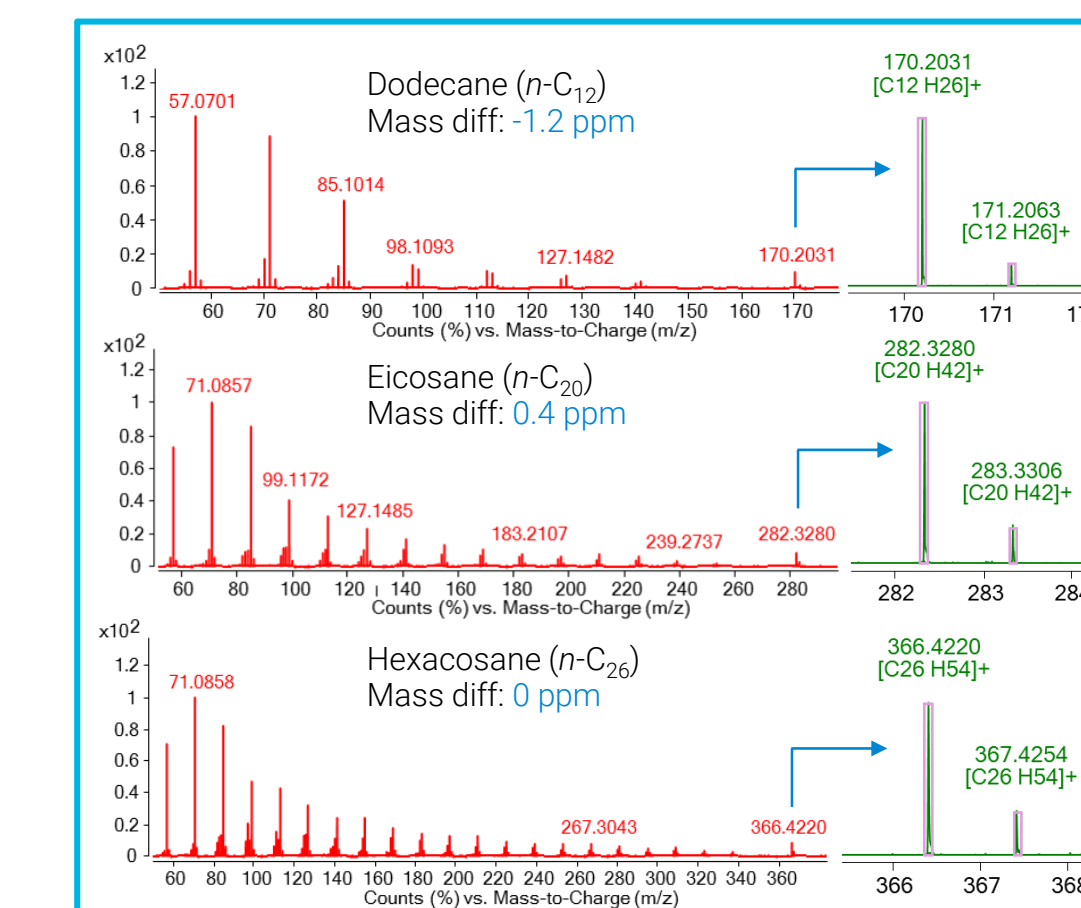 x10²
Dodecane (n-C₁₂)
Mass diff: -1.2 ppm
1.2
1
0.8
0.6
0.4
0.2
0
57.0701
85.1014
98.1093
127.1482
170.2031
60 70 80 90 100 110 120 130 140 150 160 170
Counts (%) vs. Mass-to-Charge (m/z)
170.2031
[C12 H26]+
171.2063
[C12 H26]+
170 171
x10²
Eicosane (n-C₂₀)
Mass diff: 0.4 ppm
1.2
1
0.8
0.6
0.4
0.2
0
71.0857
99.1172
127.1485
183.2107
239.2737
282.3280
60 80 100 120 140 160 180 200 220 240 260 280
Counts (%) vs. Mass-to-Charge (m/z)
282.3280
[C20 H42]+
283.3306
[C20 H42]+
282 283 284
x10²
Hexacosane (n-C₂₆)
Mass diff: 0 ppm
1.2
1
0.8
0.6
0.4
0.2
0
71.0858
267.3043
366.4220
60 80 100 120 140 160 180 200 220 240 260 280 300 320 340 360
Counts (%) vs. Mass-to-Charge (m/z)
366.4220
[C26 H54]+
367.4254
[C26 H54]+
366 367 368